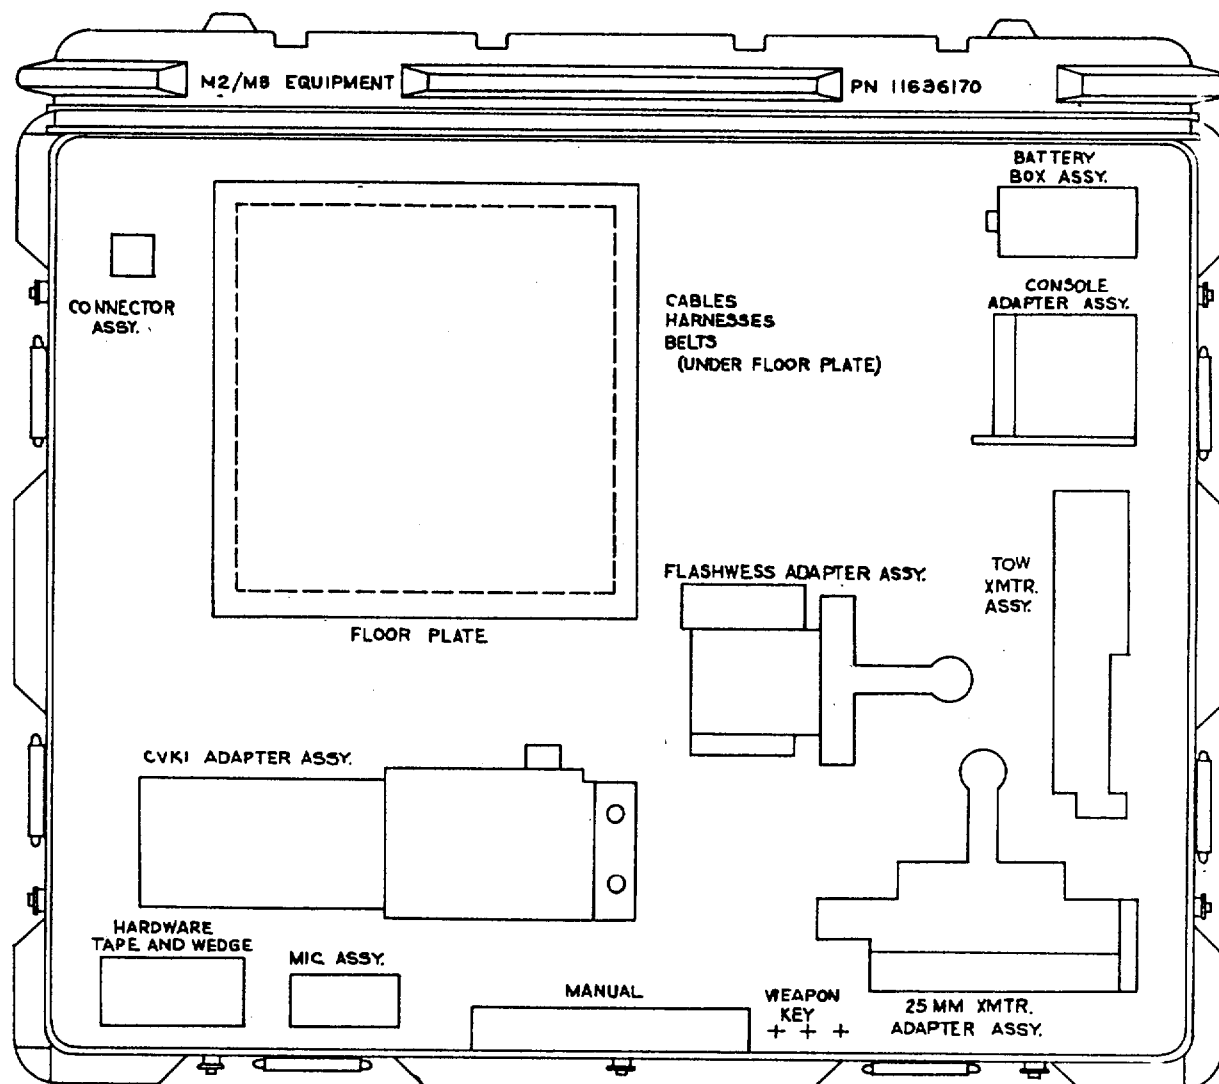 M2/M8 EQUIPMENT
PN 11636170
BATTERY
BOX ASSY.
CONNECTOR
ASSY.
CABLES
HARNESSES
BELTS
(UNDER FLOOR PLATE)
CONSOLE
ADAPTER ASSY.
FLOOR PLATE
FLASHWESS ADAPTER ASSY.
TOW
XMTR.
ASSY.
CVKI ADAPTER ASSY.
HARDWARE
TAPE AND WEDGE
MIC ASSY.
MANUAL
WEAPON
KEY
25 MM XMTR.
ADAPTER ASSY.